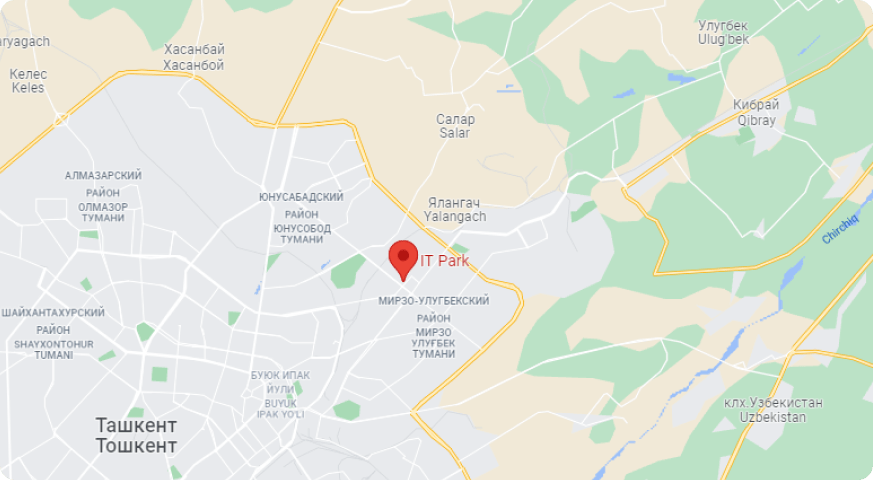 Улугбек
Ulug'bek
aryagach
Хасанбай
Хасанбой
Келес
Keles
Кибрай
Qibray
Салар
Salar
АЛМАЗАРСКИЙ
РАЙОН
ОЛМАЗОР
TУМАНИ
ЮНУСАБАДСКИЙ
РАЙОН
ЮНУСОБОД
ТУМАНИ
Ялангач
Yalangach
Chirchiq
IT Park
МИРЗО-УЛУГБЕКСКИЙ
РАЙОН
МИРЗО
УЛУҒБЕК
ТУМАНИ
ШАЙХАНТАХУРСКИЙ
РАЙОН
SHAYXONTOHUR
TUMANI
БУЮК ИПАК
ЙУЛИ
BUYUK
IPAK YO'LI
клх.Узбекистан
Uzbekistan
Ташкент
Тошкент